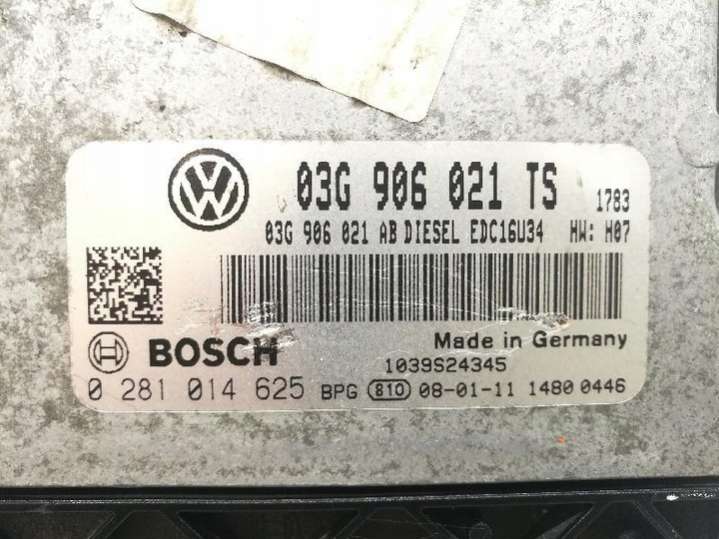 03G 906 021 TS 1783
03G 906 021 AB DIESEL EDC16U34 HW: H07
BOSCH
Made in Germany
1039S24345
0 281 014 625 BPG 810 08-01-11 1480 0446